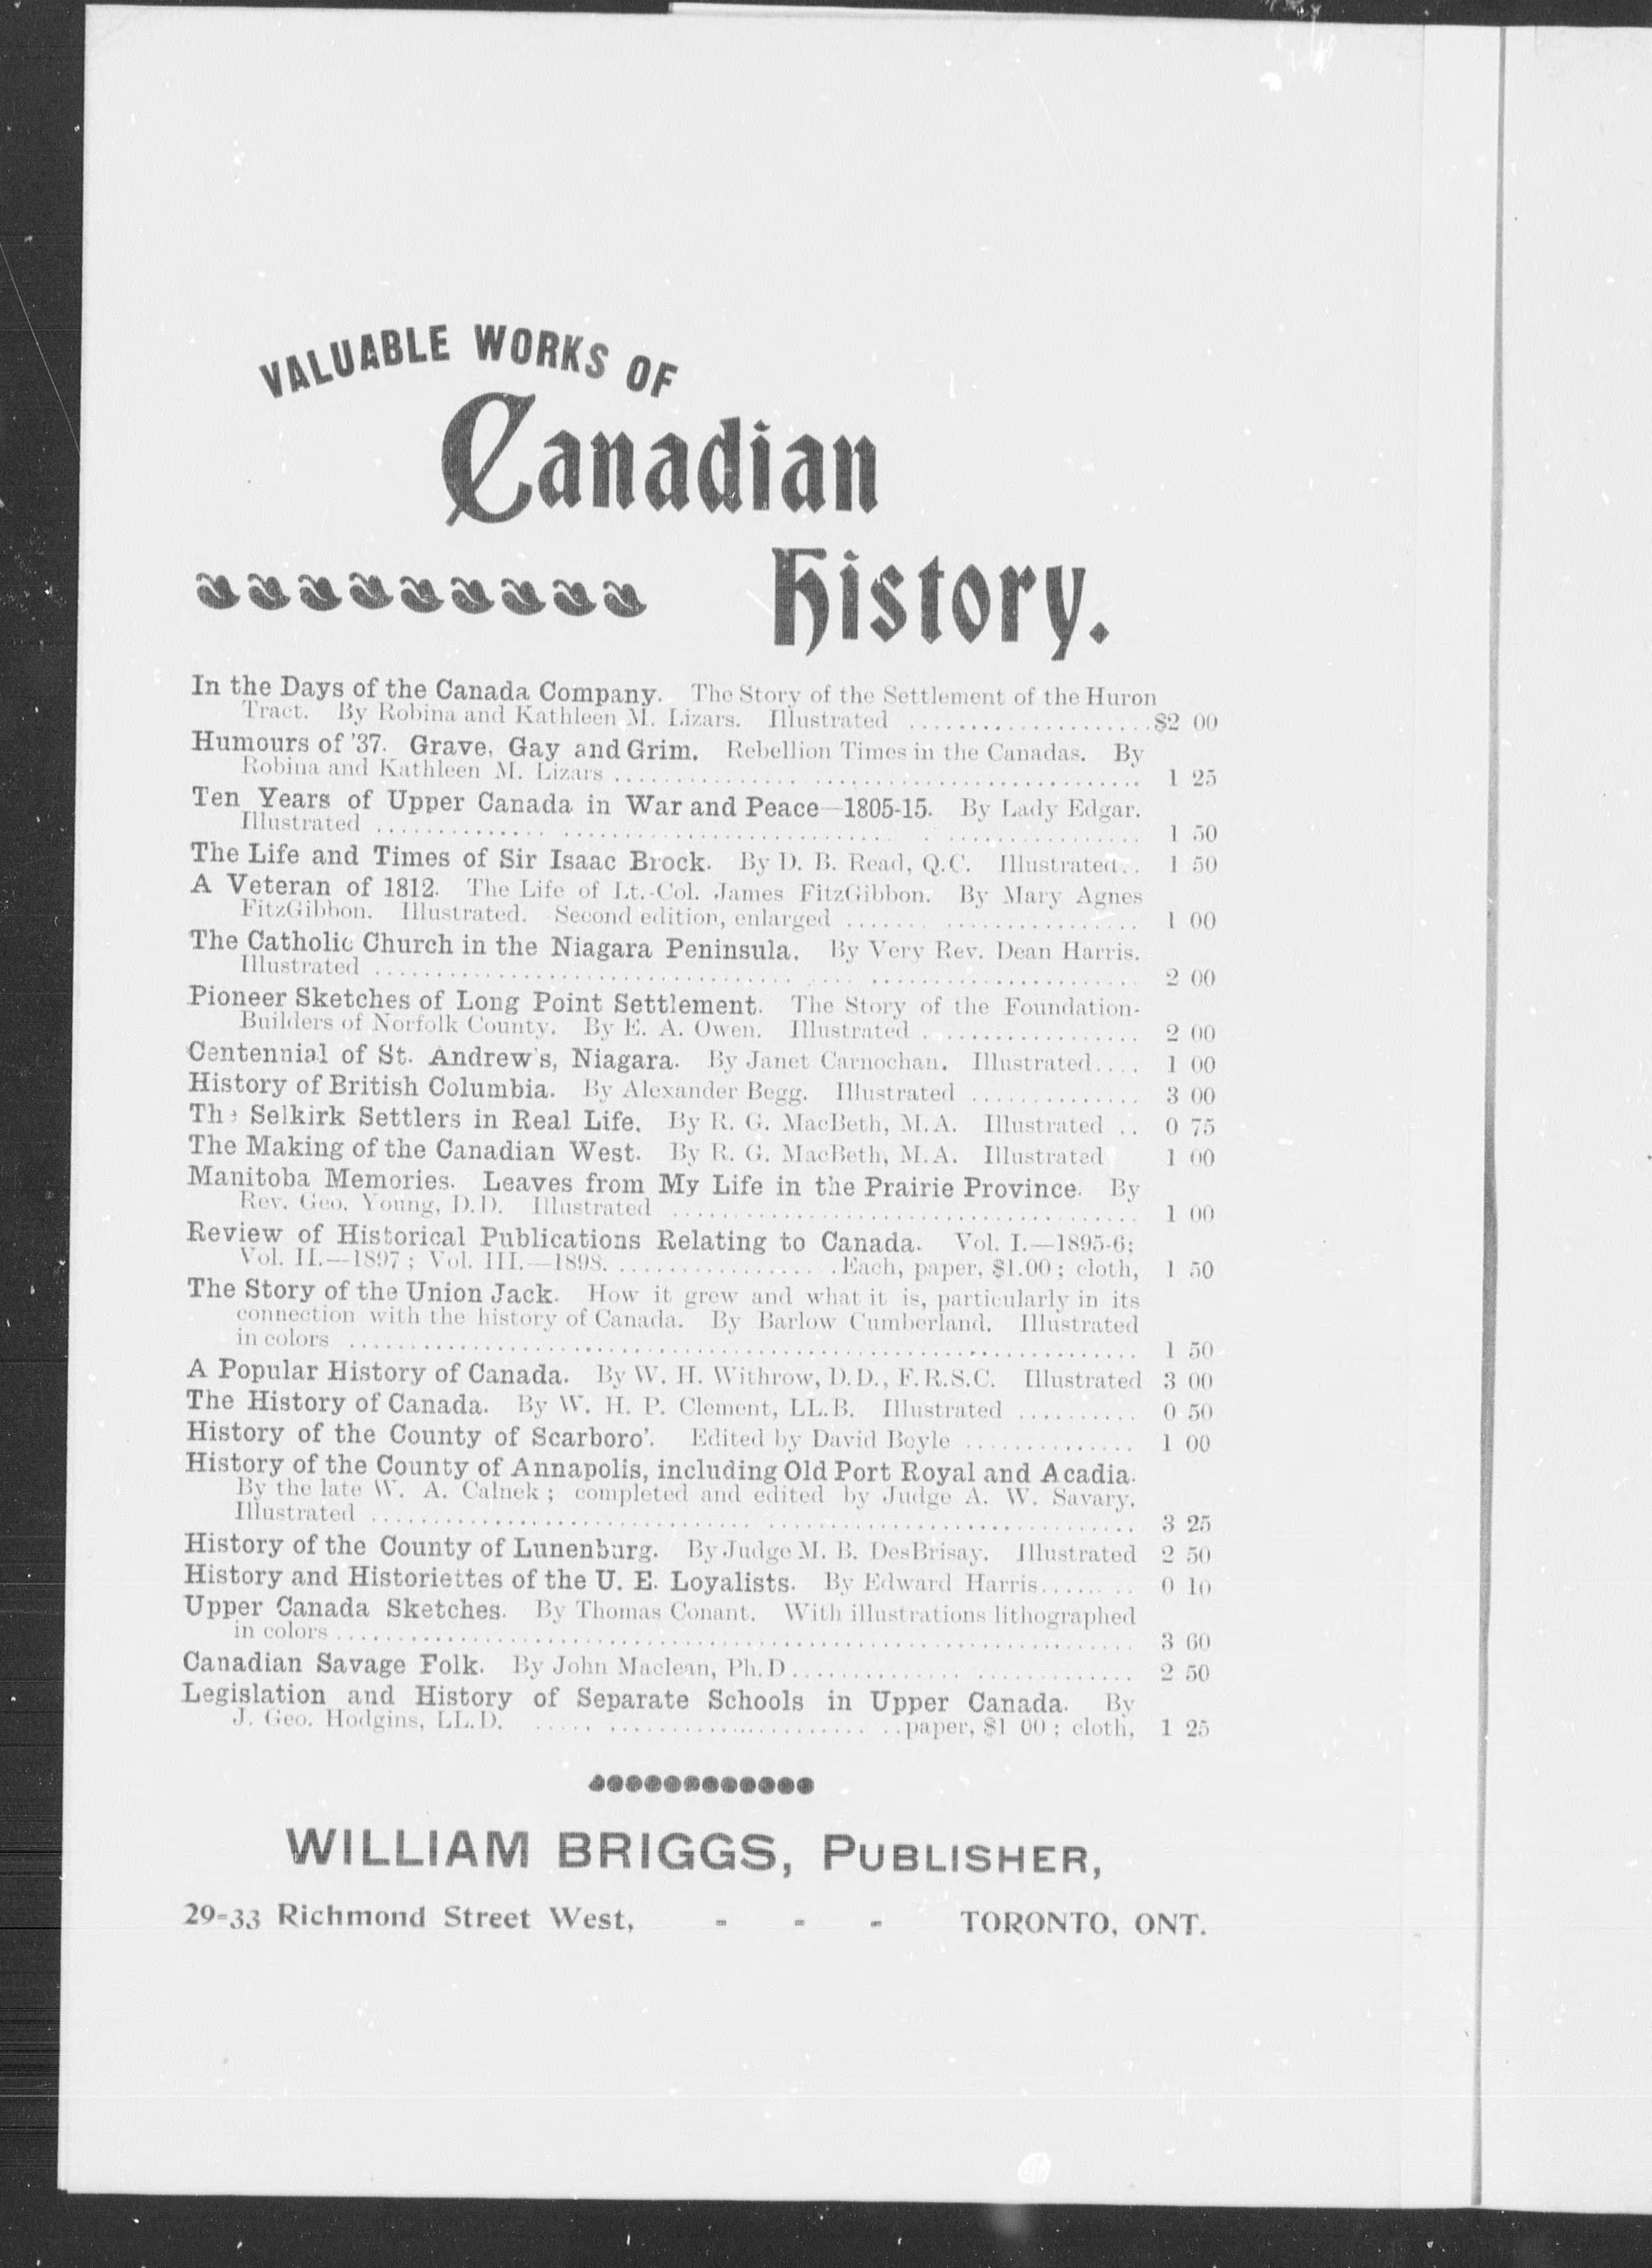 VALUABLE WORKS OF
Canadian
History.
In the Days of the Canada Company. The Story of the Settlement of the Huron
Tract. By Robina and Kathleen M. Lizars. Illustrated ....................$2 00
Humours of '37. Grave, Gay and Grim. Rebellion Times in the Canadas. By
Robina and Kathleen M. Lizars .......................................... 1 25
Ten Years of Upper Canada in War and Peace—1805-15. By Lady Edgar.
Illustrated .......................................... 1 50
The Life and Times of Sir Isaac Brock. By D. B. Read, Q.C. Illustrated.. 1 50
A Veteran of 1812. The Life of Lt.-Col. James FitzGibbon. By Mary Agnes
FitzGibbon. Illustrated. Second edition, enlarged ....................... 1 00
The Catholic Church in the Niagara Peninsula. By Very Rev. Dean Harris.
Illustrated .......................................... 2 00
Pioneer Sketches of Long Point Settlement. The Story of the Foundation-
Builders of Norfolk County. By E. A. Owen. Illustrated .................. 2 00
Centennial of St. Andrew's, Niagara. By Janet Carnochan. Illustrated.... 1 00
History of British Columbia. By Alexander Begg. Illustrated .............. 3 00
The Selkirk Settlers in Real Life. By R. G. MacBeth, M.A. Illustrated .. 0 75
The Making of the Canadian West. By R. G. MacBeth, M.A. Illustrated 1 00
Manitoba Memories. Leaves from My Life in the Prairie Province. By
Rev. Geo. Young, D.D. Illustrated ...................................... 1 00
Review of Historical Publications Relating to Canada. Vol. I.—1895-6;
Vol. II.—1897; Vol. III.—1898. ...................Each, paper, $1.00; cloth, 1 50
The Story of the Union Jack. How it grew and what it is, particularly in its
connection with the history of Canada. By Barlow Cumberland. Illustrated
in colors .......................................... 1 50
A Popular History of Canada. By W. H. Withrow, D.D., F.R.S.C. Illustrated 3 00
The History of Canada. By W. H. P. Clement, LL.B. Illustrated .......... 0 50
History of the County of Scarboro'. Edited by David Boyle .............. 1 00
History of the County of Annapolis, including Old Port Royal and Acadia.
By the late W. A. Calnek; completed and edited by Judge A. W. Savary.
Illustrated .......................................... 3 25
History of the County of Lunenburg. By Judge M. B. DesBrisay. Illustrated 2 50
History and Historiettes of the U. E. Loyalists. By Edward Harris........ 0 10
Upper Canada Sketches. By Thomas Conant. With illustrations lithographed
in colors .......................................... 3 60
Canadian Savage Folk. By John Maclean, Ph.D............................ 2 50
Legislation and History of Separate Schools in Upper Canada. By
J. Geo. Hodgins, LL.D. ............................paper, $1 00; cloth, 1 25
WILLIAM BRIGGS, PUBLISHER,
29-33 Richmond Street West, - - - TORONTO, ONT.